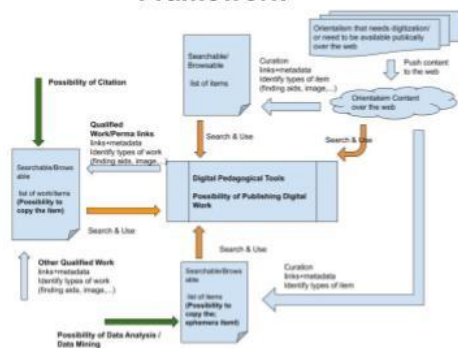 Framework
Orientalism that needs digitization/
or need to be available publically
over the web
Push content
to the web
Orientalism Content
over the web
Curation
links+metadata
Identify types of item
(finding aids, image,...)
Searchable/
Browsable
list of items
Possibility of Citation
Qualified
Work/Perma links
links+metadata
Identify types of work
(finding aids, image,...)
Search & Use
Search & Use
Searchable/Brows
able
list of work/items
(Possibility to
copy the item)
Digital Pedagogical Tools
Possibility of Publishing Digital
Work
Search & Use
Search & Use
Other Qualified Work
links+metadata
Identify types of work
(finding aids, image,...)
Searchable/Brows
able
list of items
(Possibility to
copy the;
ephemera item!)
Curation
links+metadata
Identify types of item
Possibility of Data Analysis /
Data Mining